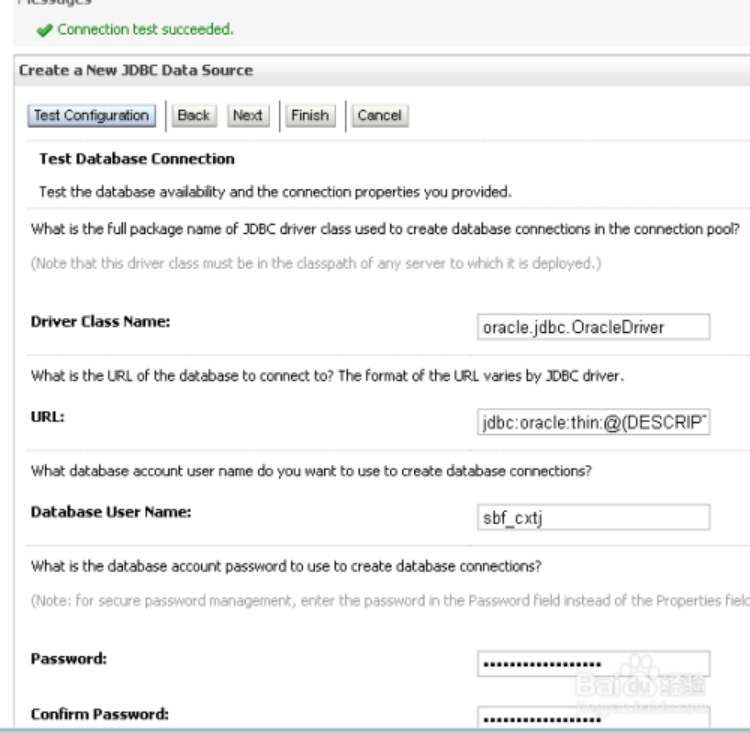 Messages
Connection test succeeded.
Create a New JDBC Data Source
Test Configuration Back Next Finish Cancel
Test Database Connection
Test the database availability and the connection properties you provided.
What is the full package name of JDBC driver class used to create database connections in the connection pool?
(Note that this driver class must be in the classpath of any server to which it is deployed.)
Driver Class Name: oracle.jdbc.OracleDriver
What is the URL of the database to connect to? The format of the URL varies by JDBC driver.
URL: jdbc:oracle:thin:@(DESCRIPT
What database account user name do you want to use to create database connections?
Database User Name: sbf_cxtj
What is the database account password to use to create database connections?
(Note: for secure password management, enter the password in the Password field instead of the Properties field
Password: ••••••••••••••••••
Baidu 经验
jingyan.baidu.com
Confirm Password: ••••••••••••••••••